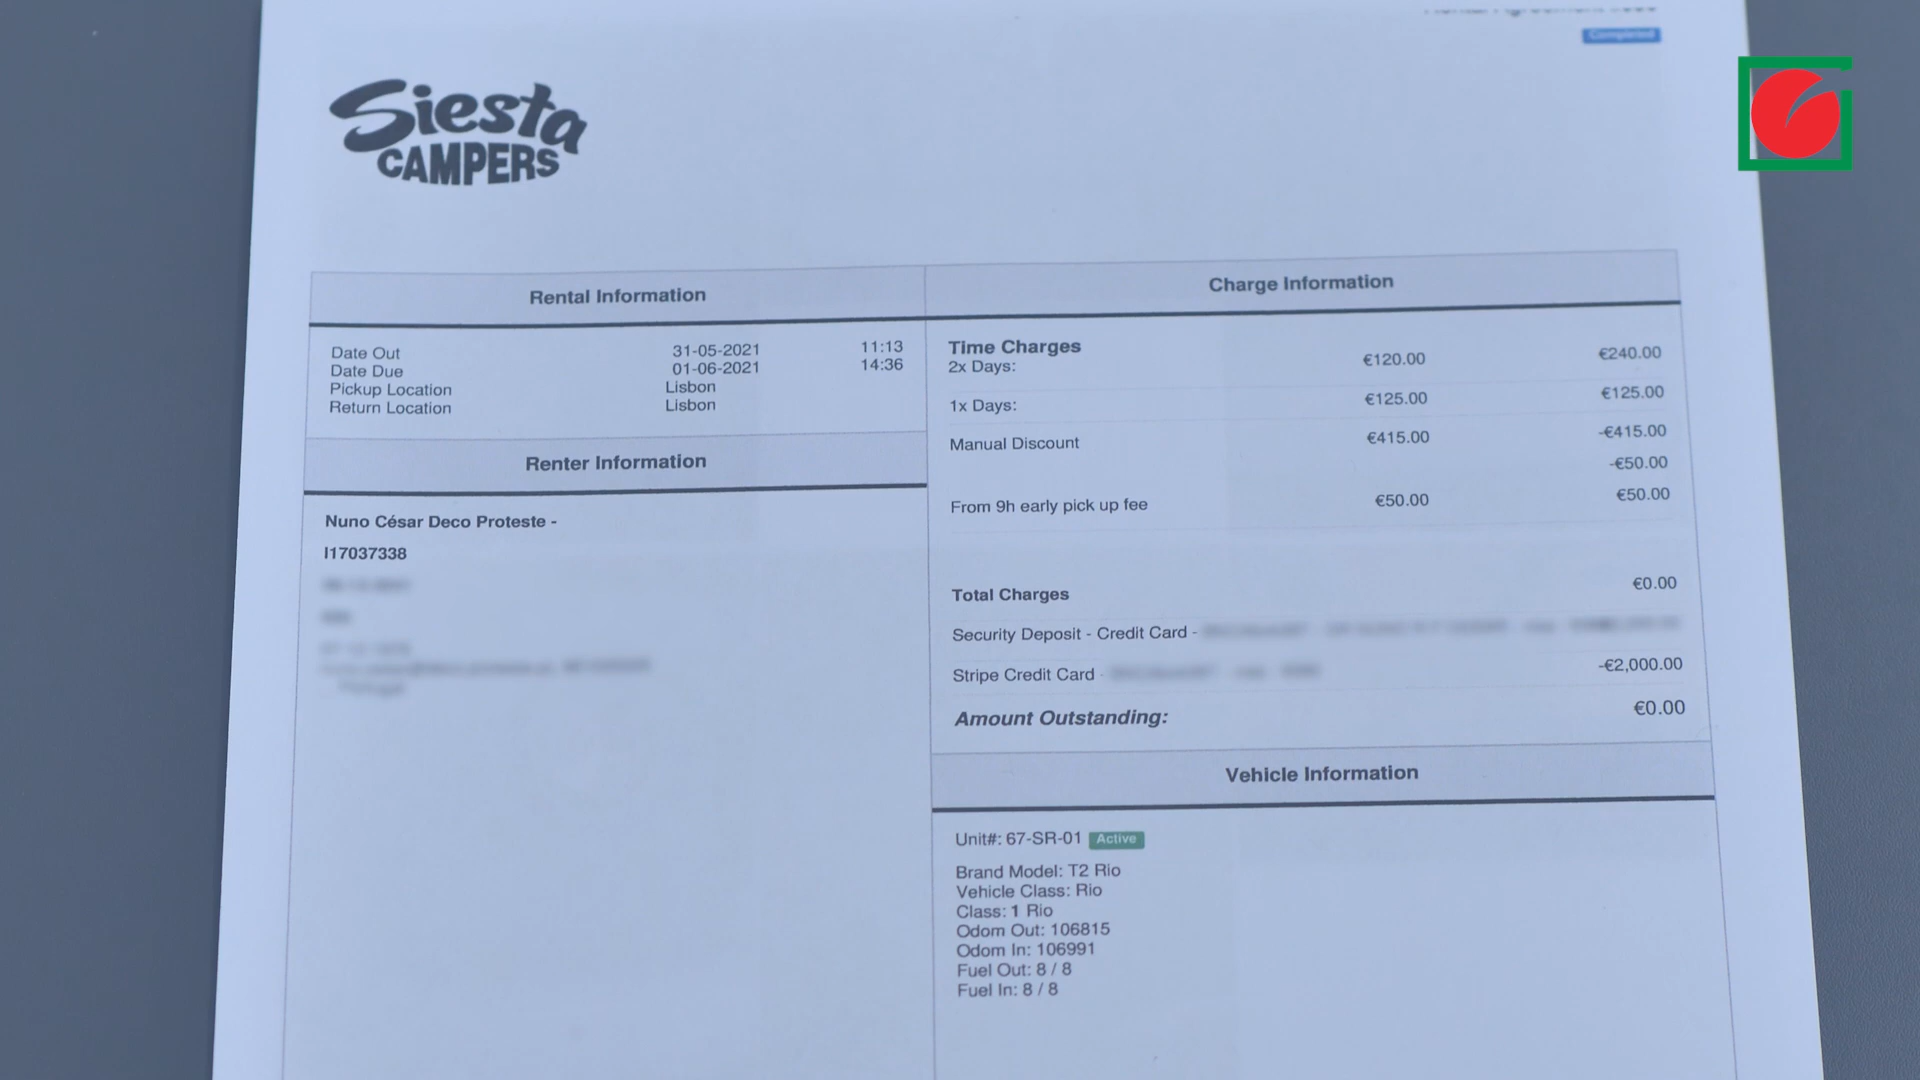 Completed
Siesta
CAMPERS
Rental Information
Date Out 31-05-2021 11:13
Date Due 01-06-2021 14:36
Pickup Location Lisbon
Return Location Lisbon
Renter Information
Nuno César Deco Proteste -
I17037338
Charge Information
Time Charges
2x Days: €120.00 €240.00
1x Days: €125.00 €125.00
Manual Discount €415.00 -€415.00
-€50.00
From 9h early pick up fee €50.00 €50.00
Total Charges €0.00
Security Deposit - Credit Card -
Stripe Credit Card - -€2,000.00
Amount Outstanding: €0.00
Vehicle Information
Unit#: 67-SR-01 Active
Brand Model: T2 Rio
Vehicle Class: Rio
Class: 1 Rio
Odom Out: 106815
Odom In: 106991
Fuel Out: 8 / 8
Fuel In: 8 / 8